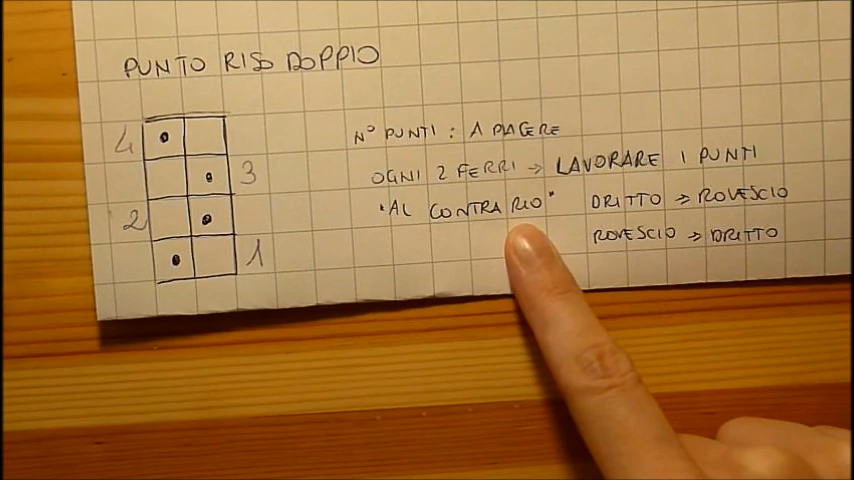 PUNTO RISO DOPPIO
N° PUNTI : A PIACERE
OGNI 2 FERRI → LAVORARE I PUNTI
"AL CONTRARIO" DRITTO → ROVESCIO
ROVESCIO → DRITTO
4
3
2
1